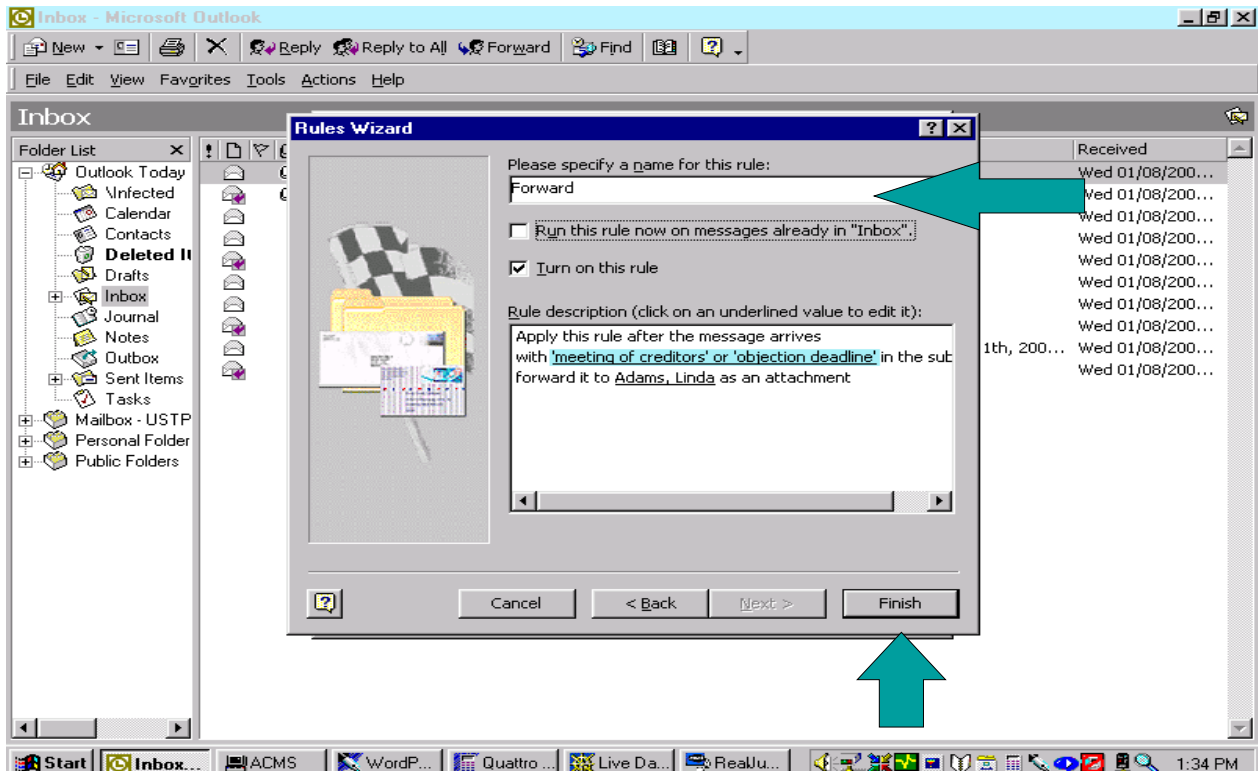 Inbox - Microsoft Outlook
New Reply Reply to All Forward Find
File Edit View Favorites Tools Actions Help
Inbox
Folder List
Outlook Today
\Infected
Calendar
Contacts
Deleted It
Drafts
Inbox
Journal
Notes
Outbox
Sent Items
Tasks
Mailbox - USTP
Personal Folder
Public Folders
Rules Wizard
Please specify a name for this rule:
Forward
Run this rule now on messages already in "Inbox".
Turn on this rule
Rule description (click on an underlined value to edit it):
Apply this rule after the message arrives
with 'meeting of creditors' or 'objection deadline' in the sub
forward it to Adams, Linda as an attachment
Cancel < Back Next > Finish
Received
Wed 01/08/200...
Wed 01/08/200...
Wed 01/08/200...
Wed 01/08/200...
Wed 01/08/200...
Wed 01/08/200...
Wed 01/08/200...
Wed 01/08/200...
1th, 200... Wed 01/08/200...
Wed 01/08/200...
Start Inbox... ACMS WordP... Quattro ... Live Da... RealJu... 1:34 PM